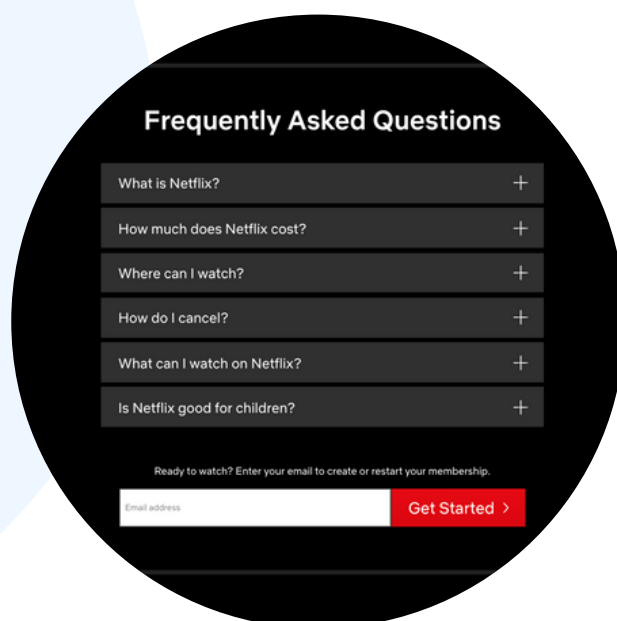 Frequently Asked Questions
What is Netflix?
How much does Netflix cost?
Where can I watch?
How do I cancel?
What can I watch on Netflix?
Is Netflix good for children?
Ready to watch? Enter your email to create or restart your membership.
Email address
Get Started